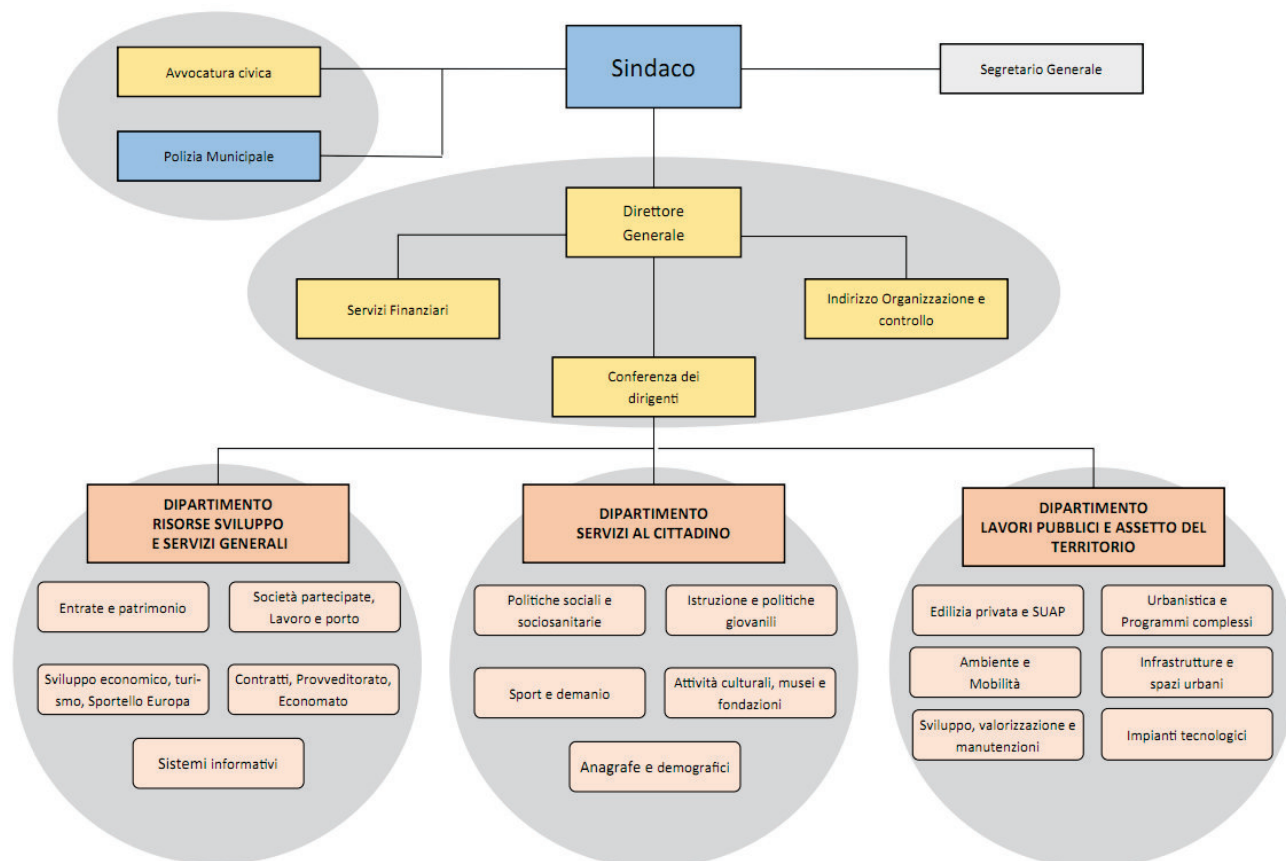 Avvocatura civica
Sindaco
Segretario Generale
Polizia Municipale
Direttore
Generale
Servizi Finanziari
Indirizzo Organizzazione e
controllo
Conferenza dei
dirigenti
DIPARTIMENTO
RISORSE SVILUPPO
E SERVIZI GENERALI
Entrate e patrimonio
Società partecipate,
Lavoro e porto
Sviluppo economico, turi-
smo, Sportello Europa
Contratti, Provveditorato,
Economato
Sistemi informativi
DIPARTIMENTO
SERVIZI AL CITTADINO
Politiche sociali e
sociosanitarie
Istruzione e politiche
giovanili
Sport e demanio
Attività culturali, musei e
fondazioni
Anagrafe e demografici
DIPARTIMENTO
LAVORI PUBBLICI E ASSETTO DEL
TERRITORIO
Edilizia privata e SUAP
Urbanistica e
Programmi complessi
Ambiente e
Mobilità
Infrastrutture e
spazi urbani
Sviluppo, valorizzazione e
manutenzioni
Impianti tecnologici